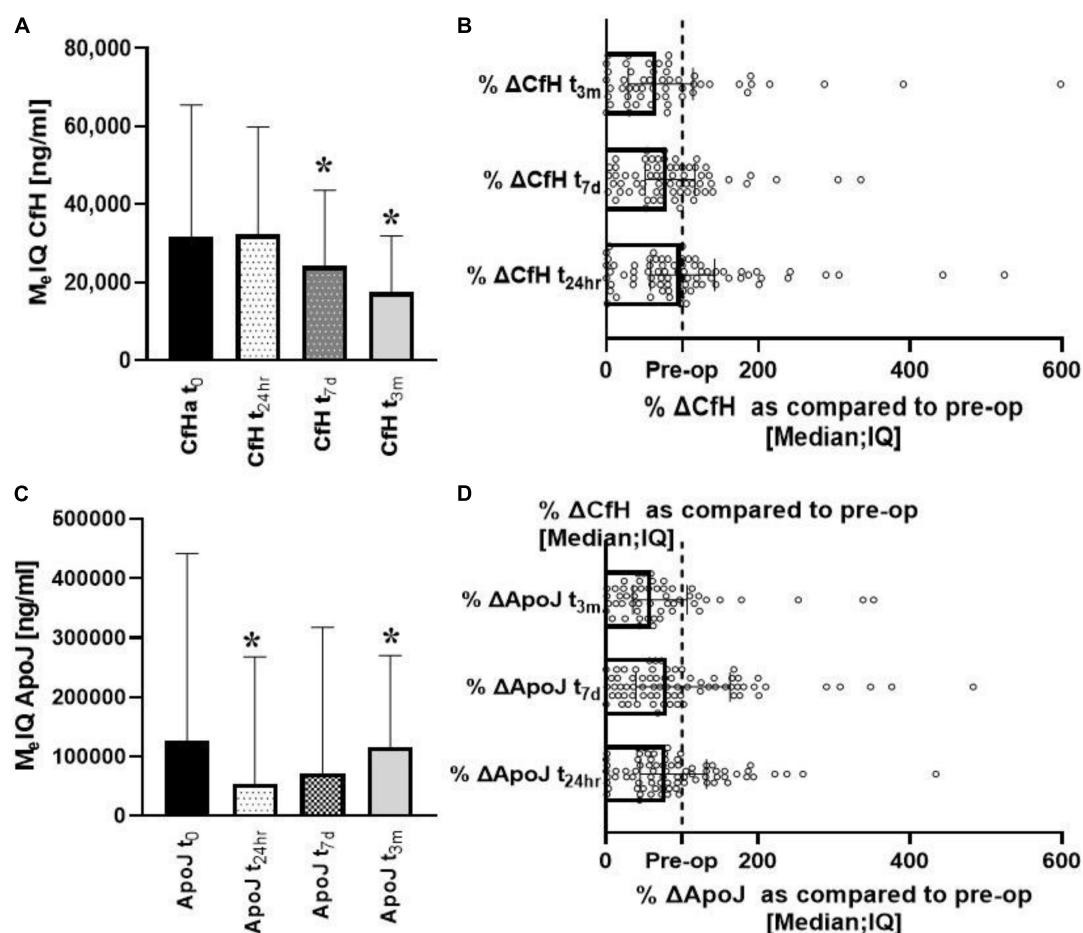 A
MₑIQ CfH [ng/ml]
80,000
60,000
40,000
20,000
0
*
*
CfHa t₀
CfH t₂₄ₕᵣ
CfH t₇d
CfH t₃ₘ
B
% ΔCfH t₃ₘ
% ΔCfH t₇d
% ΔCfH t₂₄ₕᵣ
0 Pre-op 200 400 600
% ΔCfH as compared to pre-op
[Median;IQ]
C
MₑIQ ApoJ [ng/ml]
500000
400000
300000
200000
100000
0
*
*
ApoJ t₀
ApoJ t₂₄ₕᵣ
ApoJ t₇d
ApoJ t₃ₘ
D
% ΔCfH as compared to pre-op
[Median;IQ]
% ΔApoJ t₃ₘ
% ΔApoJ t₇d
% ΔApoJ t₂₄ₕᵣ
0 Pre-op 200 400 600
% ΔApoJ as compared to pre-op
[Median;IQ]